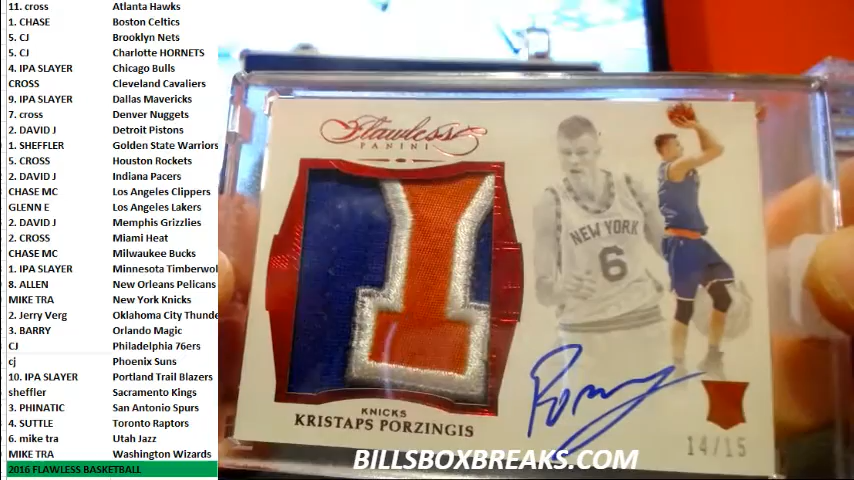 11. cross Atlanta Hawks
1. CHASE Boston Celtics
5. CJ Brooklyn Nets
5. CJ Charlotte HORNETS
4. IPA SLAYER Chicago Bulls
CROSS Cleveland Cavaliers
9. IPA SLAYER Dallas Mavericks
7. cross Denver Nuggets
2. DAVID J Detroit Pistons
1. SHEFFLER Golden State Warriors
5. CROSS Houston Rockets
2. DAVID J Indiana Pacers
CHASE MC Los Angeles Clippers
GLENN E Los Angeles Lakers
2. DAVID J Memphis Grizzlies
2. CROSS Miami Heat
CHASE MC Milwaukee Bucks
1. IPA SLAYER Minnesota Timberwol
8. ALLEN New Orleans Pelicans
MIKE TRA New York Knicks
2. Jerry Verg Oklahoma City Thunde
3. BARRY Orlando Magic
CJ Philadelphia 76ers
cj Phoenix Suns
10. IPA SLAYER Portland Trail Blazers
sheffler Sacramento Kings
3. PHINATIC San Antonio Spurs
4. SUTTLE Toronto Raptors
6. mike tra Utah Jazz
MIKE TRA Washington Wizards
2016 FLAWLESS BASKETBALL
Flawless
PANINI
NEW YORK
6
KNICKS
KRISTAPS PORZINGIS
14/15
BILLSBOXBREAKS.COM